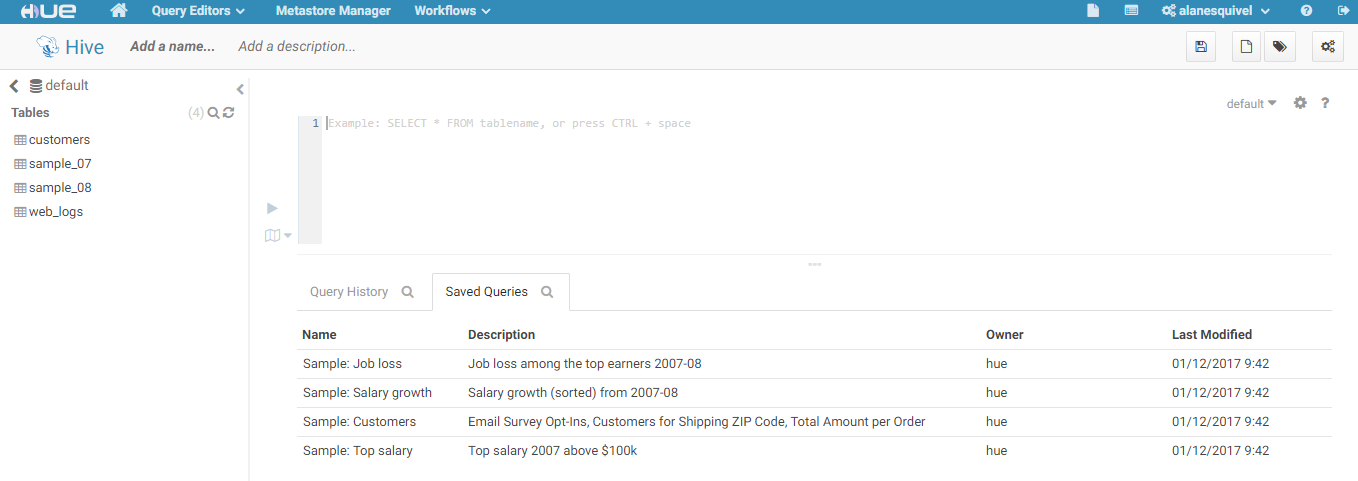 HUE Query Editors Metastore Manager Workflows alanesquivel ?
Hive Add a name... Add a description...
default
Tables (4)
customers
sample_07
sample_08
web_logs
default ?
1 Example: SELECT * FROM tablename, or press CTRL + space
Query History Saved Queries
Name Description Owner Last Modified
Sample: Job loss Job loss among the top earners 2007-08 hue 01/12/2017 9:42
Sample: Salary growth Salary growth (sorted) from 2007-08 hue 01/12/2017 9:42
Sample: Customers Email Survey Opt-Ins, Customers for Shipping ZIP Code, Total Amount per Order hue 01/12/2017 9:42
Sample: Top salary Top salary 2007 above $100k hue 01/12/2017 9:42